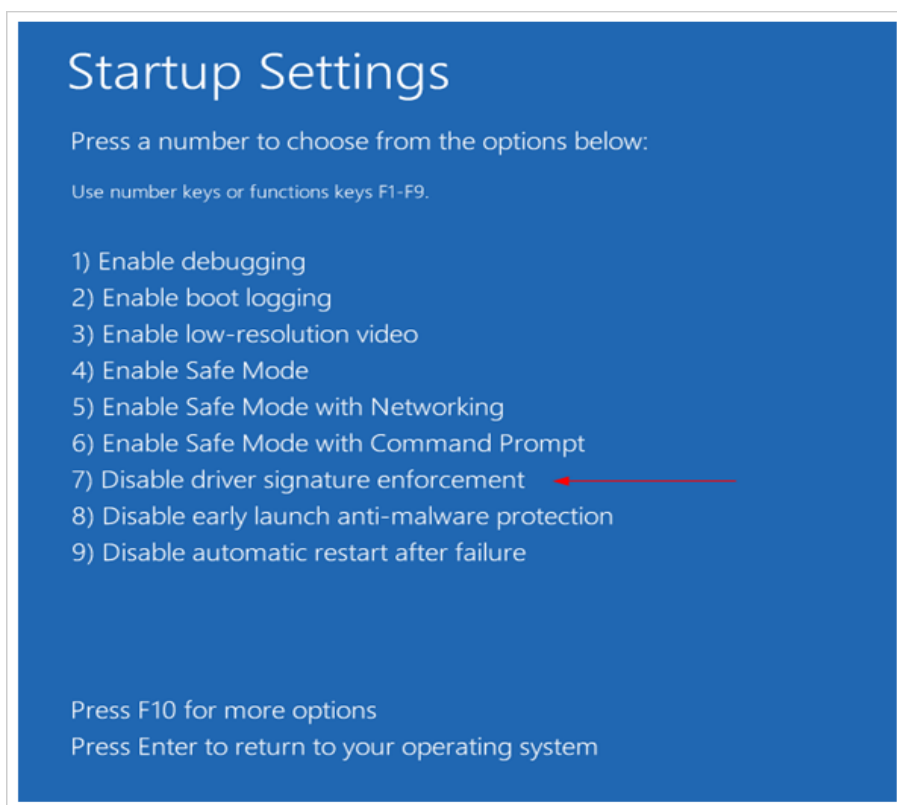 Startup Settings
Press a number to choose from the options below:
Use number keys or functions keys F1-F9.
1) Enable debugging
2) Enable boot logging
3) Enable low-resolution video
4) Enable Safe Mode
5) Enable Safe Mode with Networking
6) Enable Safe Mode with Command Prompt
7) Disable driver signature enforcement
8) Disable early launch anti-malware protection
9) Disable automatic restart after failure
Press F10 for more options
Press Enter to return to your operating system